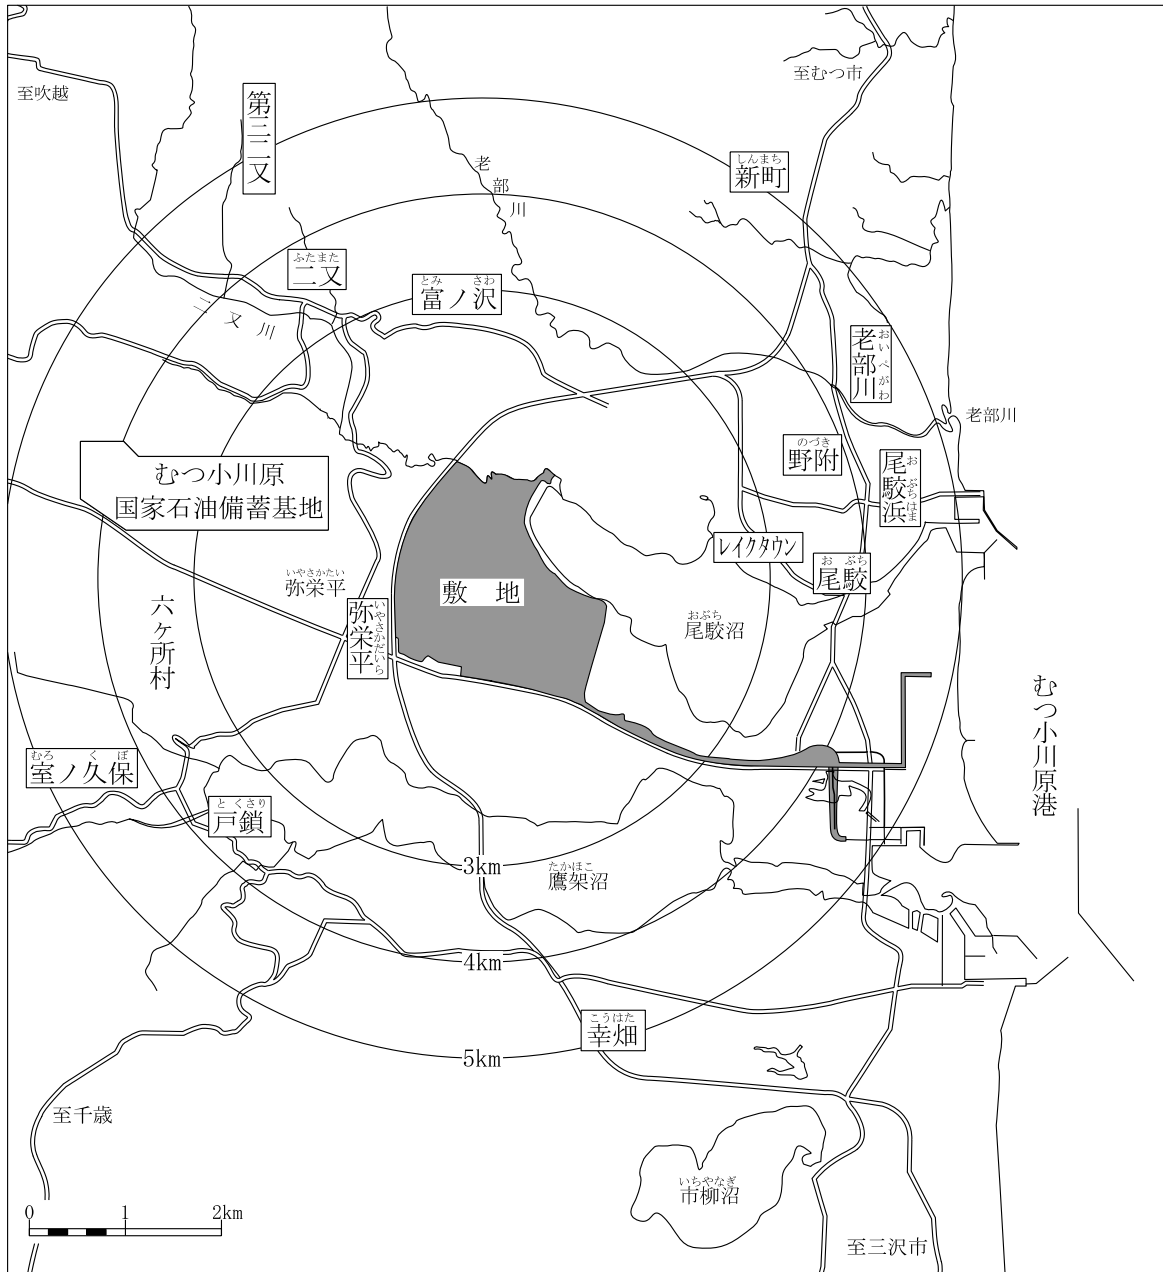 至むつ市
至吹越
第三二又
老部川
しんまち
新町
ふたまた
二又
とみ さわ
富ノ沢
二又川
おいべがわ
老部川
老部川
のづき
野附
おぶちはま
尾駮浜
むつ小川原
国家石油備蓄基地
レイクタウン
お ぶち
尾駮
いやさかたい
弥栄平
敷 地
いやさかだいら
弥栄平
六ヶ所村
おぶち
尾駮沼
むつ小川原港
むろ く ぼ
室ノ久保
と くさり
戸鎖
3km
たかほこ
鷹架沼
4km
こうはた
幸畑
5km
至千歳
いちやなぎ
市柳沼
0 1 2km
至三沢市